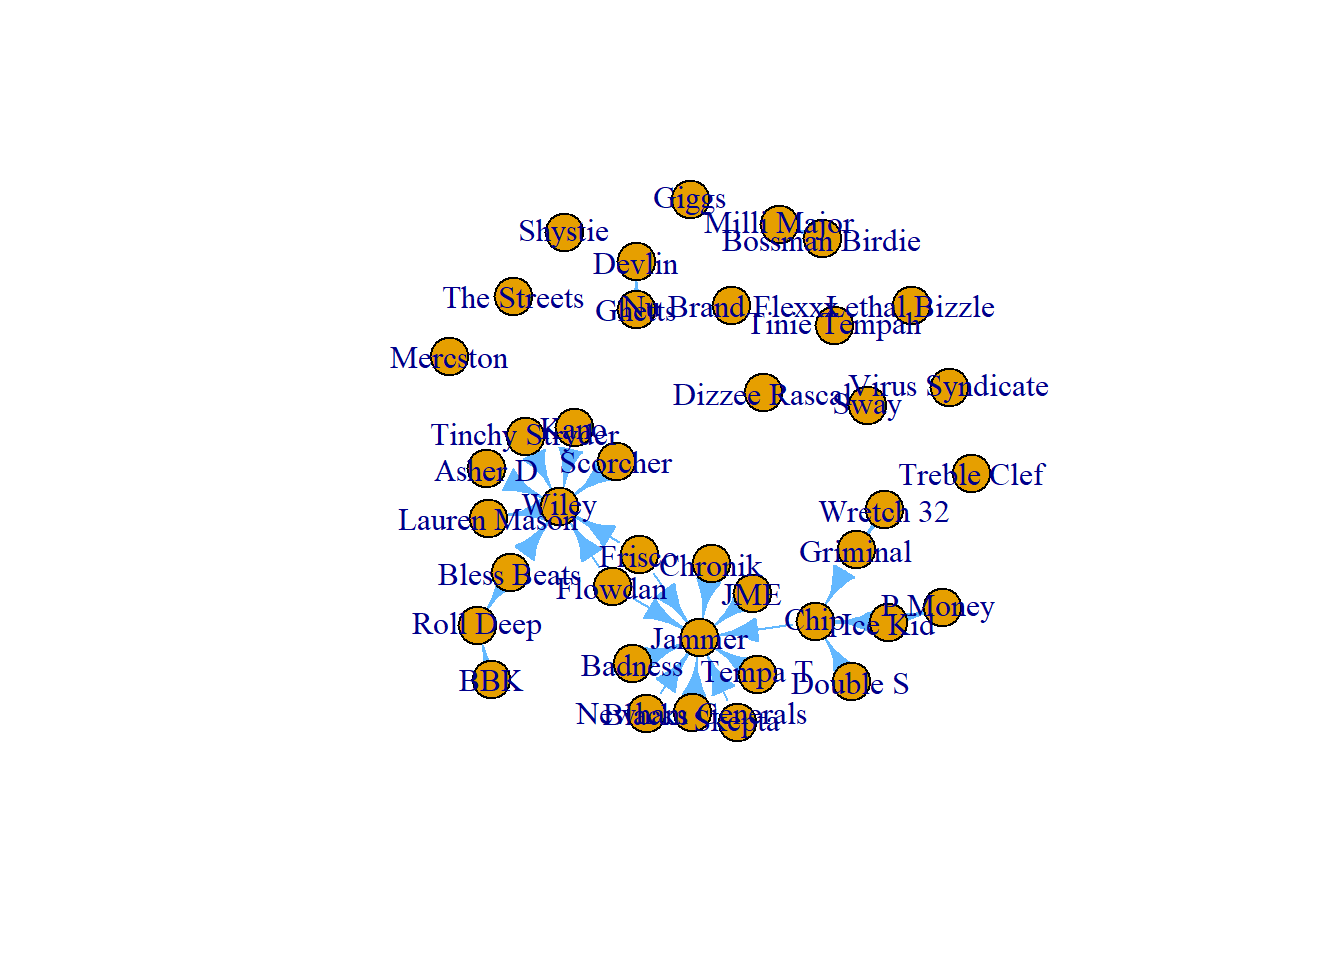 Giggs
Milli Major
Shystie
Bossman Birdie
Devlin
The Streets
Ghetts
Nu Brand Flexxx
Lethal Bizzle
Tinie Tempah
Mercston
Dizzee Rascal
Virus Syndicate
Sway
Tinchy Stryder
Kano
Asher D
Scorcher
Treble Clef
Wiley
Lauren Mason
Wretch 32
Griminal
Frisco
Chronik
Bless Beats
Flowdan
JME
P Money
Roll Deep
Chip
Ice Kid
Jammer
Badness
Tempa T
BBK
Double S
Newham Generals
Skepta